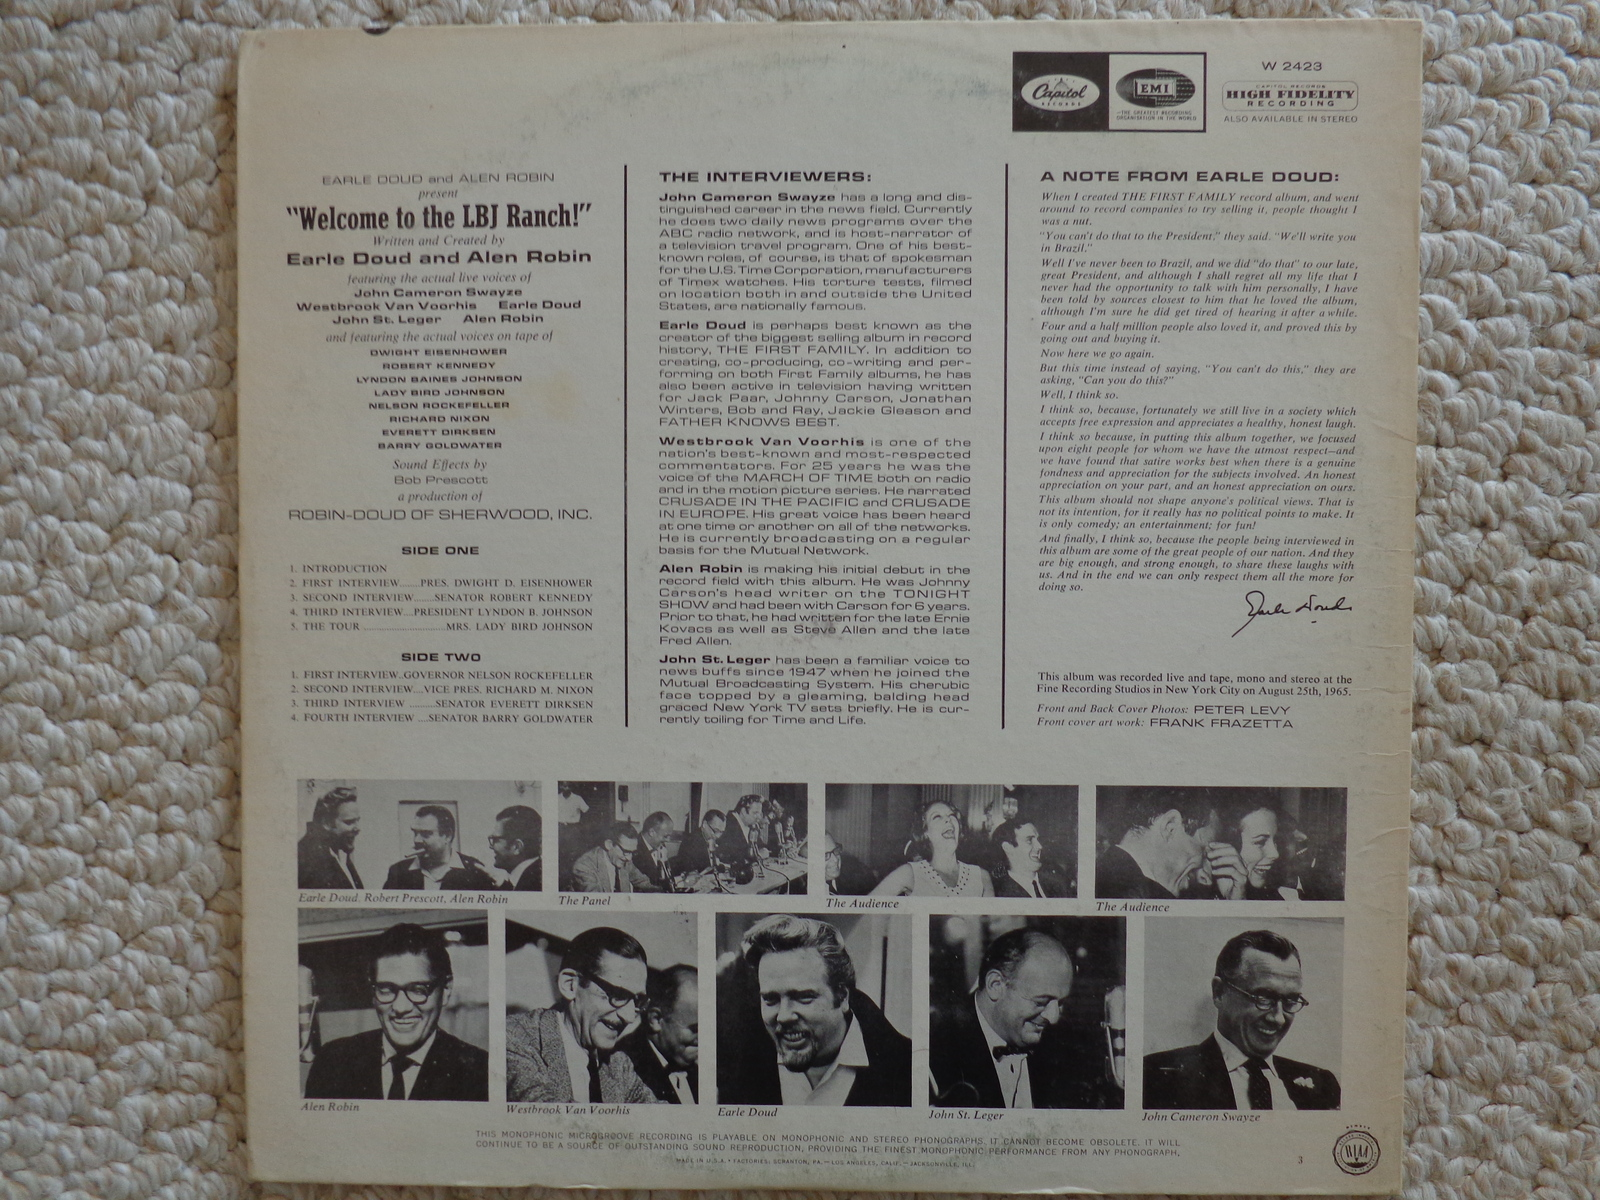 Capitol
RECORDS
EMI
—THE GREATEST RECORDING
ORGANISATION IN THE WORLD
W 2423
CAPITOL RECORDS
HIGH FIDELITY
RECORDING
ALSO AVAILABLE IN STEREO
EARLE DOUD and ALEN ROBIN
present
"Welcome to the LBJ Ranch!"
Written and Created by
Earle Doud and Alen Robin
featuring the actual live voices of
John Cameron Swayze
Westbrook Van Voorhis Earle Doud
John St. Leger Alen Robin
and featuring the actual voices on tape of
DWIGHT EISENHOWER
ROBERT KENNEDY
LYNDON BAINES JOHNSON
LADY BIRD JOHNSON
NELSON ROCKEFELLER
RICHARD NIXON
EVERETT DIRKSEN
BARRY GOLDWATER
Sound Effects by
Bob Prescott
a production of
ROBIN-DOUD OF SHERWOOD, INC.
SIDE ONE
1. INTRODUCTION
2. FIRST INTERVIEW......PRES. DWIGHT D. EISENHOWER
3. SECOND INTERVIEW......SENATOR ROBERT KENNEDY
4. THIRD INTERVIEW....PRESIDENT LYNDON B. JOHNSON
5. THE TOUR ..........................MRS. LADY BIRD JOHNSON
SIDE TWO
1. FIRST INTERVIEW..GOVERNOR NELSON ROCKEFELLER
2. SECOND INTERVIEW....VICE PRES. RICHARD M. NIXON
3. THIRD INTERVIEW .........SENATOR EVERETT DIRKSEN
4. FOURTH INTERVIEW ....SENATOR BARRY GOLDWATER
THE INTERVIEWERS:
John Cameron Swayze has a long and dis-
tinguished career in the news field. Currently
he does two daily news programs over the
ABC radio network, and is host-narrator of
a television travel program. One of his best-
known roles, of course, is that of spokesman
for the U.S. Time Corporation, manufacturers
of Timex watches. His torture tests, filmed
on location both in and outside the United
States, are nationally famous.
Earle Doud is perhaps best known as the
creator of the biggest selling album in record
history, THE FIRST FAMILY. In addition to
creating, co-producing, co-writing and per-
forming on both First Family albums, he has
also been active in television having written
for Jack Paar, Johnny Carson, Jonathan
Winters, Bob and Ray, Jackie Gleason and
FATHER KNOWS BEST.
Westbrook Van Voorhis is one of the
nation's best-known and most-respected
commentators. For 25 years he was the
voice of the MARCH OF TIME both on radio
and in the motion picture series. He narrated
CRUSADE IN THE PACIFIC and CRUSADE
IN EUROPE. His great voice has been heard
at one time or another on all of the networks.
He is currently broadcasting on a regular
basis for the Mutual Network.
Alen Robin is making his initial debut in the
record field with this album. He was Johnny
Carson's head writer on the TONIGHT
SHOW and had been with Carson for 6 years.
Prior to that, he had written for the late Ernie
Kovacs as well as Steve Allen and the late
Fred Allen.
John St. Leger has been a familiar voice to
news buffs since 1947 when he joined the
Mutual Broadcasting System. His cherubic
face topped by a gleaming, balding head
graced New York TV sets briefly. He is cur-
rently toiling for Time and Life.
A NOTE FROM EARLE DOUD:
When I created THE FIRST FAMILY record album, and went
around to record companies to try selling it, people thought I
was a nut.
"You can't do that to the President;" they said. "We'll write you
in Brazil."
Well I've never been to Brazil, and we did "do that" to our late,
great President, and although I shall regret all my life that I
never had the opportunity to talk with him personally, I have
been told by sources closest to him that he loved the album,
although I'm sure he did get tired of hearing it after a while.
Four and a half million people also loved it, and proved this by
going out and buying it.
Now here we go again.
But this time instead of saying, "You can't do this," they are
asking, "Can you do this?"
Well, I think so.
I think so, because, fortunately we still live in a society which
accepts free expression and appreciates a healthy, honest laugh.
I think so because, in putting this album together, we focused
upon eight people for whom we have the utmost respect—and
we have found that satire works best when there is a genuine
fondness and appreciation for the subjects involved. An honest
appreciation on your part, and an honest appreciation on ours.
This album should not shape anyone's political views. That is
not its intention, for it really has no political points to make. It
is only comedy; an entertainment; for fun!
And finally, I think so, because the people being interviewed in
this album are some of the great people of our nation. And they
are big enough, and strong enough, to share these laughs with
us. And in the end we can only respect them all the more for
doing so.
Earle Doud
This album was recorded live and tape, mono and stereo at the
Fine Recording Studios in New York City on August 25th, 1965.
Front and Back Cover Photos: PETER LEVY
Front cover art work: FRANK FRAZETTA
Earle Doud, Robert Prescott, Alen Robin
The Panel
The Audience
The Audience
Alen Robin
Westbrook Van Voorhis
Earle Doud
John St. Leger
John Cameron Swayze
THIS MONOPHONIC MICROGROOVE RECORDING IS PLAYABLE ON MONOPHONIC AND STEREO PHONOGRAPHS. IT CANNOT BECOME OBSOLETE. IT WILL
CONTINUE TO BE A SOURCE OF OUTSTANDING SOUND REPRODUCTION, PROVIDING THE FINEST MONOPHONIC PERFORMANCE FROM ANY PHONOGRAPH.
MADE IN U.S.A. • FACTORIES: SCRANTON, PA. — LOS ANGELES, CALIF. — JACKSONVILLE, ILL.
3
MEMBER